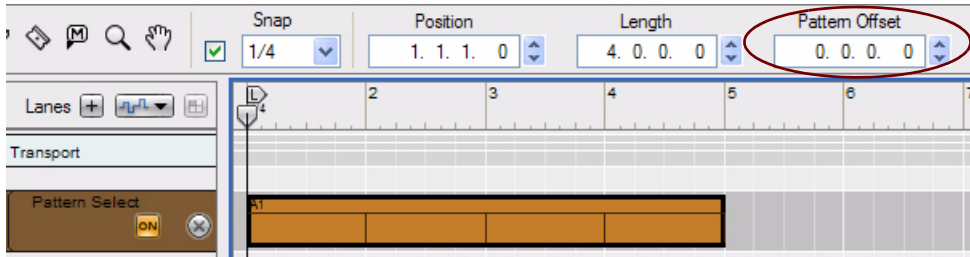 Snap Position Length Pattern Offset
M 1/4 1. 1. 1. 0 4. 0. 0. 0 0. 0. 0. 0
Lanes + L 2 3 4 5 6 7
4
Transport
Pattern Select A1
ON